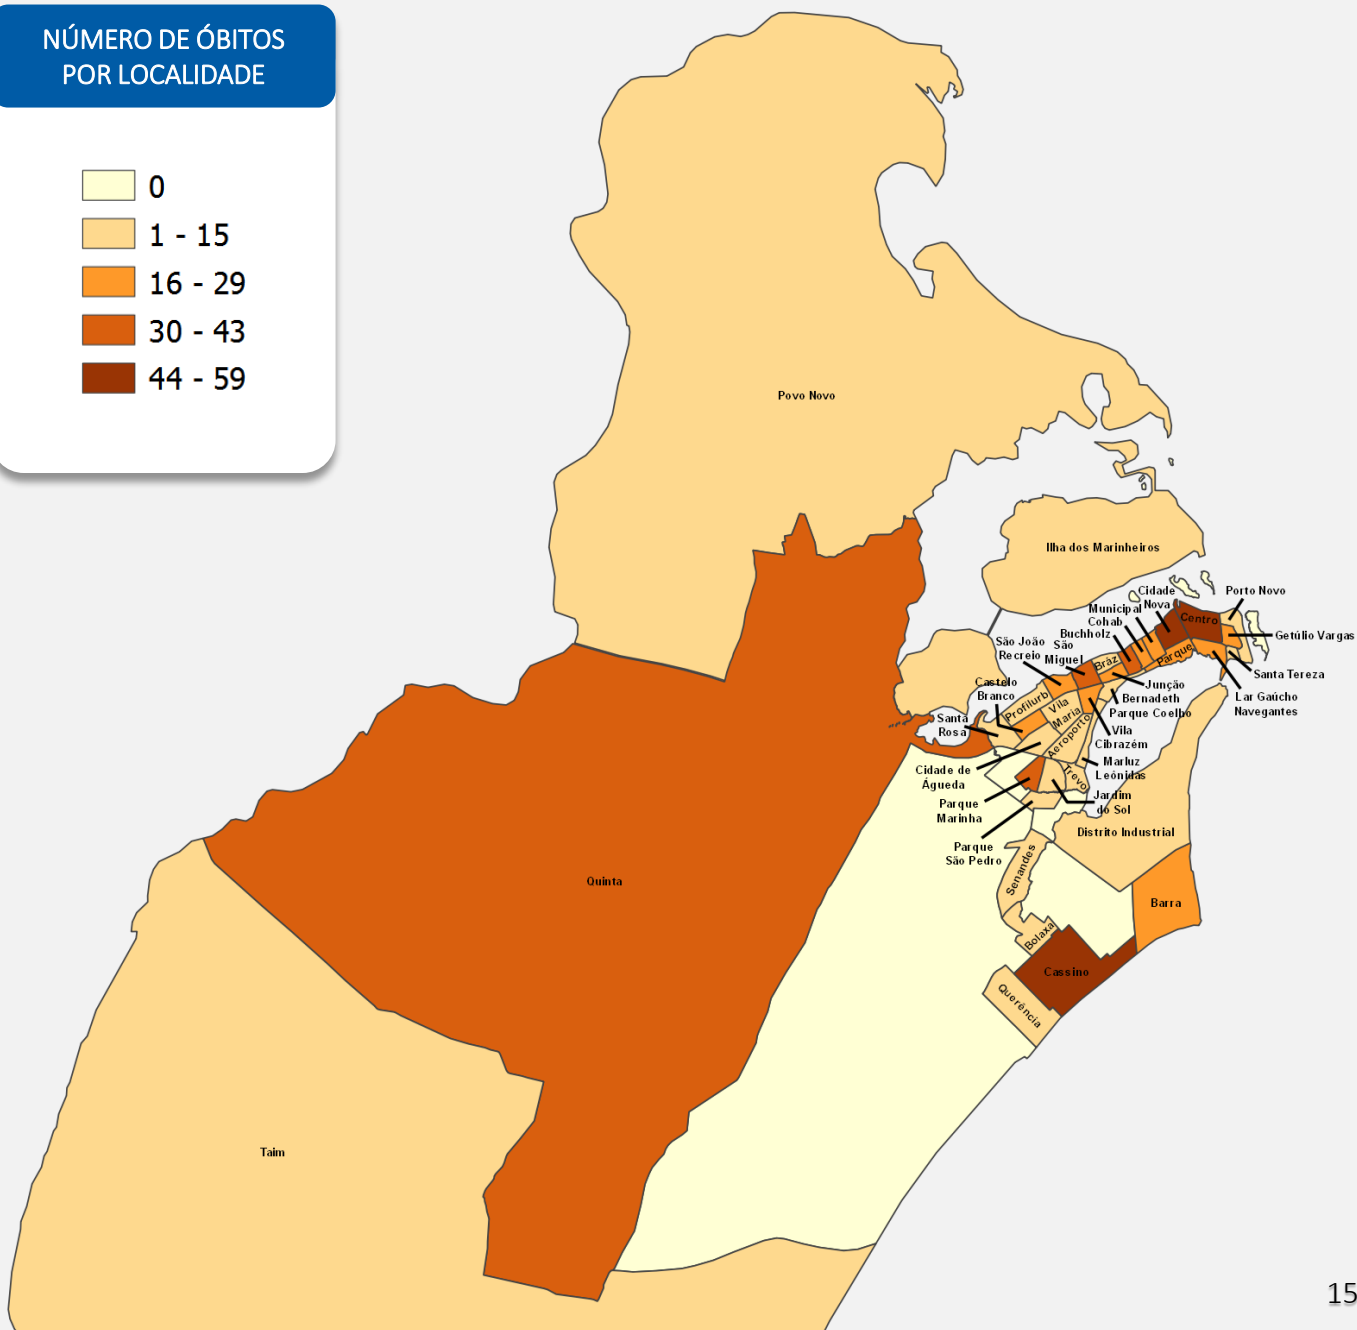 NÚMERO DE ÓBITOS
POR LOCALIDADE
0
1 - 15
16 - 29
30 - 43
44 - 59
Povo Novo
Ilha dos Marinheiros
Cidade
Nova
Porto Novo
Municipal
Cohab
Centro
Buchholz
Getúlio Vargas
São João
Recreio
São
Miguel
Bráz
Parque
Santa Tereza
Castelo
Branco
Junção
Bernadeth
Parque Coelho
Lar Gaúcho
Navegantes
Profilurb
Vila
Maria
Santa
Rosa
Aeroporto
Vila
Cibrazém
Marluz
Leónidas
Cidade de
Águeda
Trevo
Parque
Marinha
Jardim
do Sol
Distrito Industrial
Parque
São Pedro
Senandes
Quinta
Barra
Bolaxa
Cassino
Querência
Taim
15